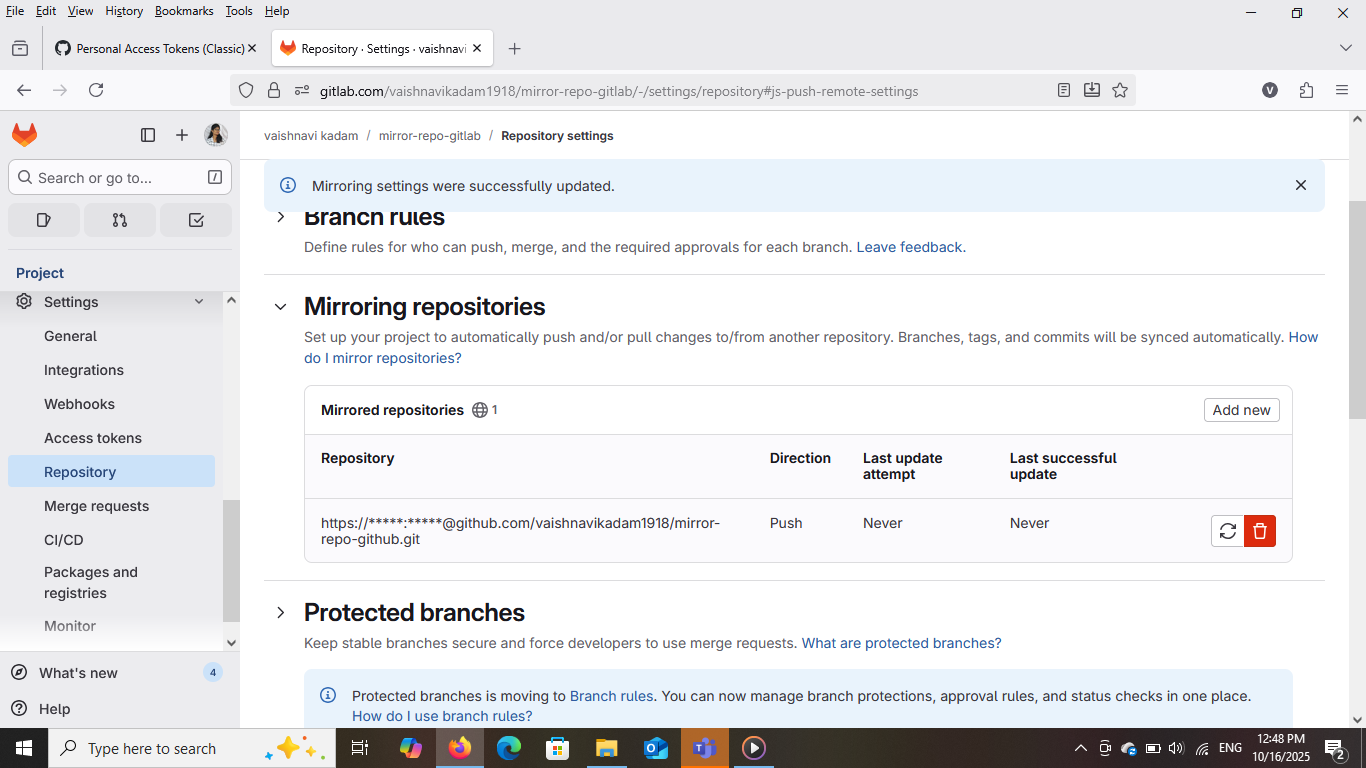 File Edit View History Bookmarks Tools Help
Personal Access Tokens (Classic)
Repository · Settings · vaishnavi
gitlab.com/vaishnavikadam1918/mirror-repo-gitlab/-/settings/repository#js-push-remote-settings
V
vaishnavi kadam / mirror-repo-gitlab / Repository settings
Search or go to... /
Project
Settings
General
Integrations
Webhooks
Access tokens
Repository
Merge requests
CI/CD
Packages and
registries
Monitor
What's new 4
Help
Mirroring settings were successfully updated.
Branch rules
Define rules for who can push, merge, and the required approvals for each branch. Leave feedback.
Mirroring repositories
Set up your project to automatically push and/or pull changes to/from another repository. Branches, tags, and commits will be synced automatically. How
do I mirror repositories?
Mirrored repositories 1
Add new
Repository Direction Last update Last successful
attempt update
https://*****:*****@github.com/vaishnavikadam1918/mirror- Push Never Never
repo-github.git
Protected branches
Keep stable branches secure and force developers to use merge requests. What are protected branches?
Protected branches is moving to Branch rules. You can now manage branch protections, approval rules, and status checks in one place.
How do I use branch rules?
Type here to search
ENG
12:48 PM
10/16/2025
2